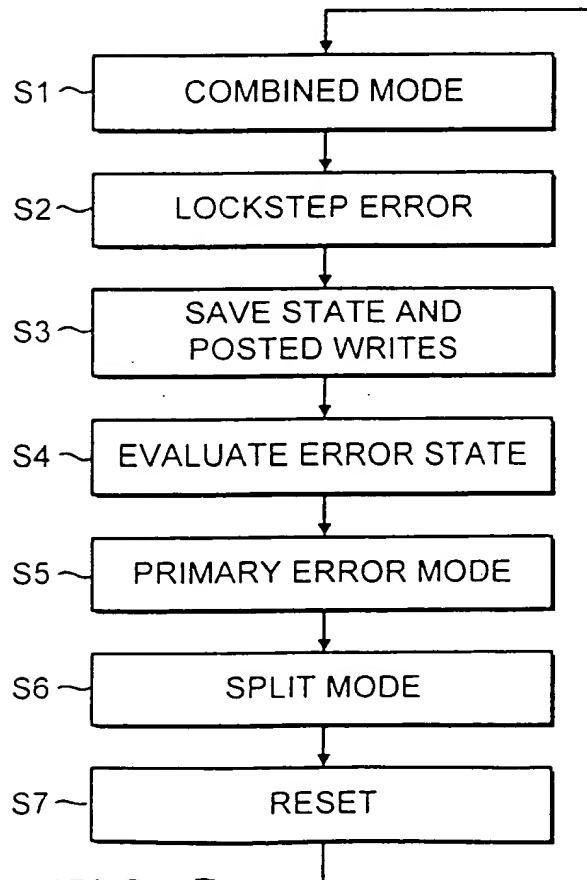 S1 COMBINED MODE
S2 LOCKSTEP ERROR
S3 SAVE STATE AND
POSTED WRITES
S4 EVALUATE ERROR STATE
S5 PRIMARY ERROR MODE
S6 SPLIT MODE
S7 RESET